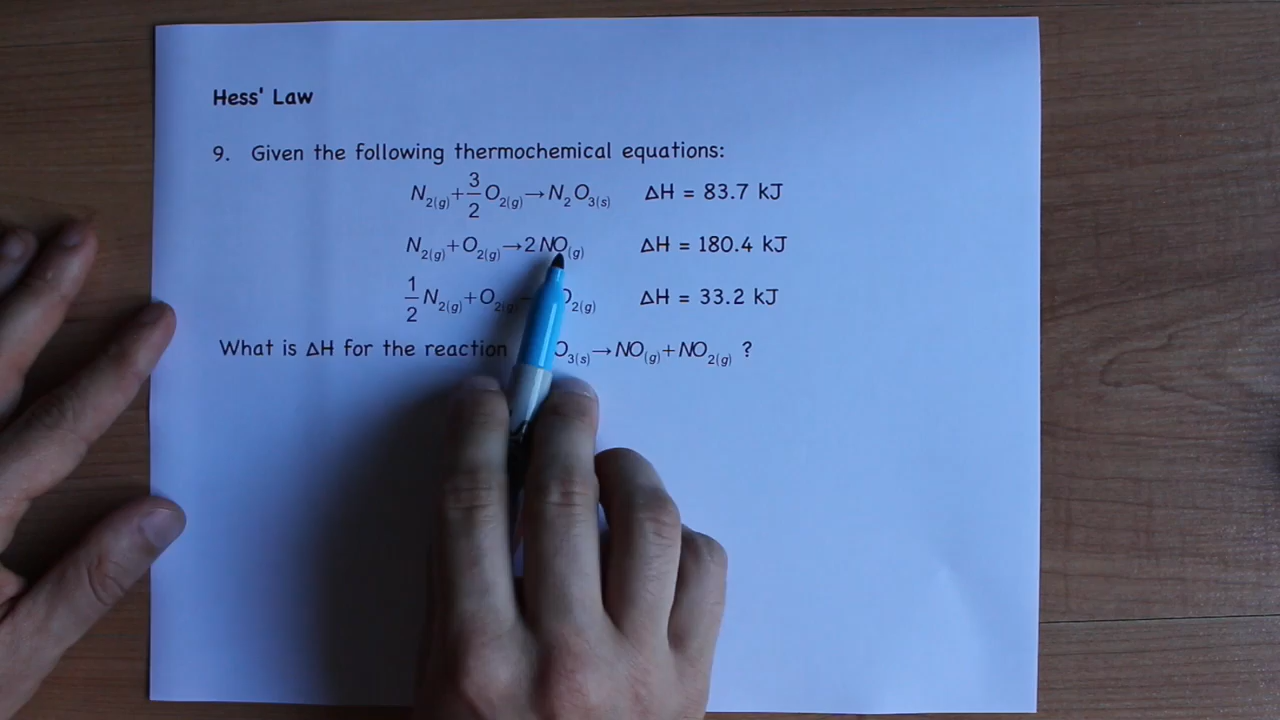 Hess' Law
9. Given the following thermochemical equations:
N₂(g) + 3/2 O₂(g) → N₂O₃(s) ΔH = 83.7 kJ
N₂(g) + O₂(g) → 2 NO(g) ΔH = 180.4 kJ
1/2 N₂(g) + O₂(g) O₂(g) ΔH = 33.2 kJ
What is ΔH for the reaction O₃(s) → NO(g) + NO₂(g) ?